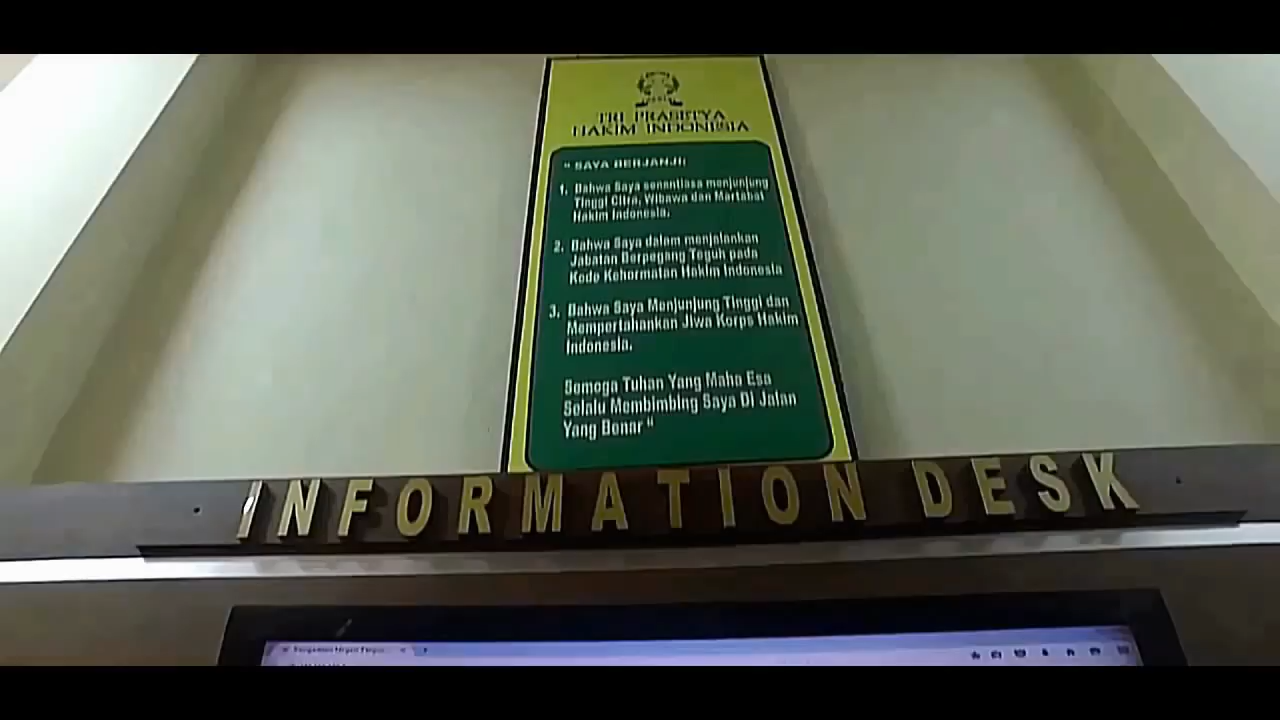 TRI PRASETYA
HAKIM INDONESIA
" SAYA BERJANJI:
1. Bahwa Saya senantiasa menjunjung
Tinggi Citra, Wibawa dan Martabat
Hakim Indonesia.
2. Bahwa Saya dalam menjalankan
Jabatan Berpegang Teguh pada
Kode Kehormatan Hakim Indonesia
3. Bahwa Saya Menjunjung Tinggi dan
Mempertahankan Jiwa Korps Hakim
Indonesia.
Semoga Tuhan Yang Maha Esa
Selalu Membimbing Saya Di Jalan
Yang Benar "
INFORMATION DESK